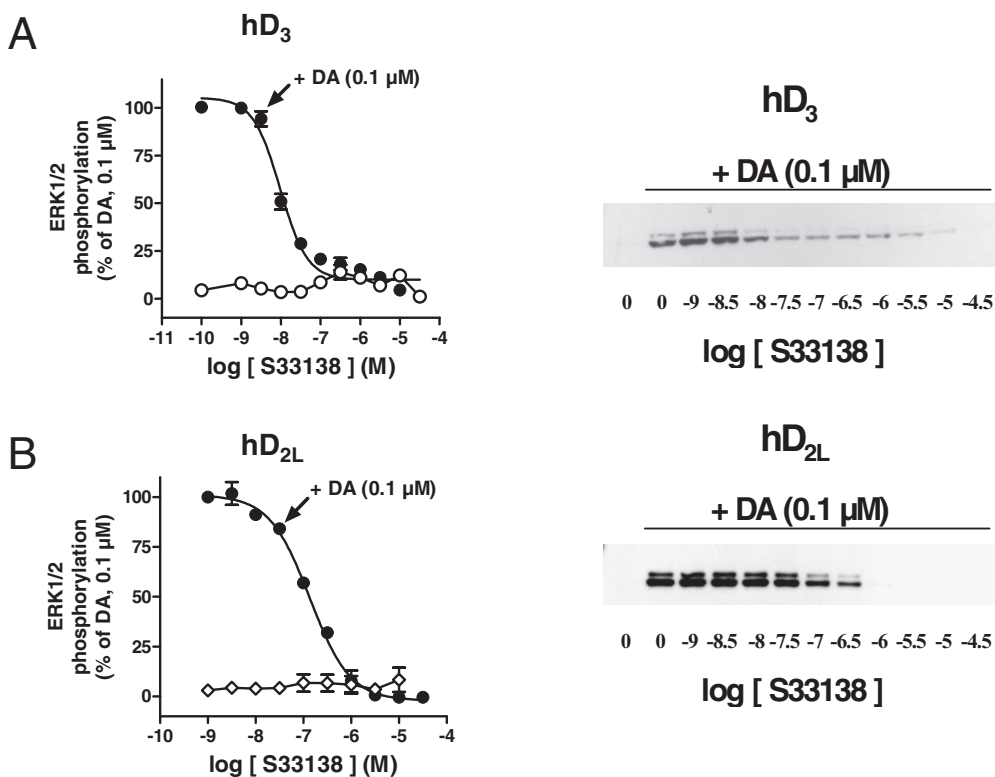 A
hD3
+ DA (0.1 µM)
ERK1/2
phosphorylation
(% of DA, 0.1 µM)
100
75
50
25
0
-11 -10 -9 -8 -7 -6 -5 -4
log [ S33138 ] (M)
hD3
+ DA (0.1 µM)
0 0 -9 -8.5 -8 -7.5 -7 -6.5 -6 -5.5 -5 -4.5
log [ S33138 ]
B
hD2L
+ DA (0.1 µM)
ERK1/2
phosphorylation
(% of DA, 0.1 µM)
100
75
50
25
0
-10 -9 -8 -7 -6 -5 -4
log [ S33138 ] (M)
hD2L
+ DA (0.1 µM)
0 0 -9 -8.5 -8 -7.5 -7 -6.5 -6 -5.5 -5 -4.5
log [ S33138 ]